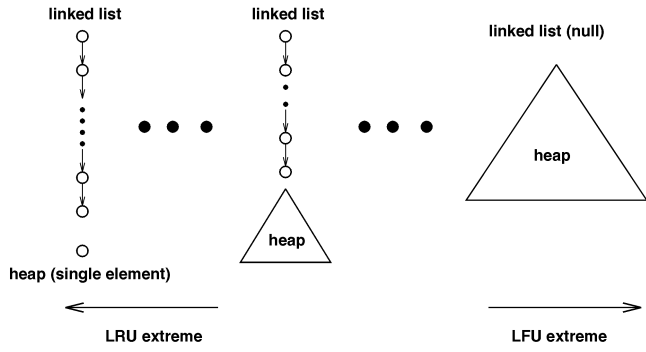 linked list
linked list
linked list (null)
heap
heap
heap (single element)
LRU extreme
LFU extreme